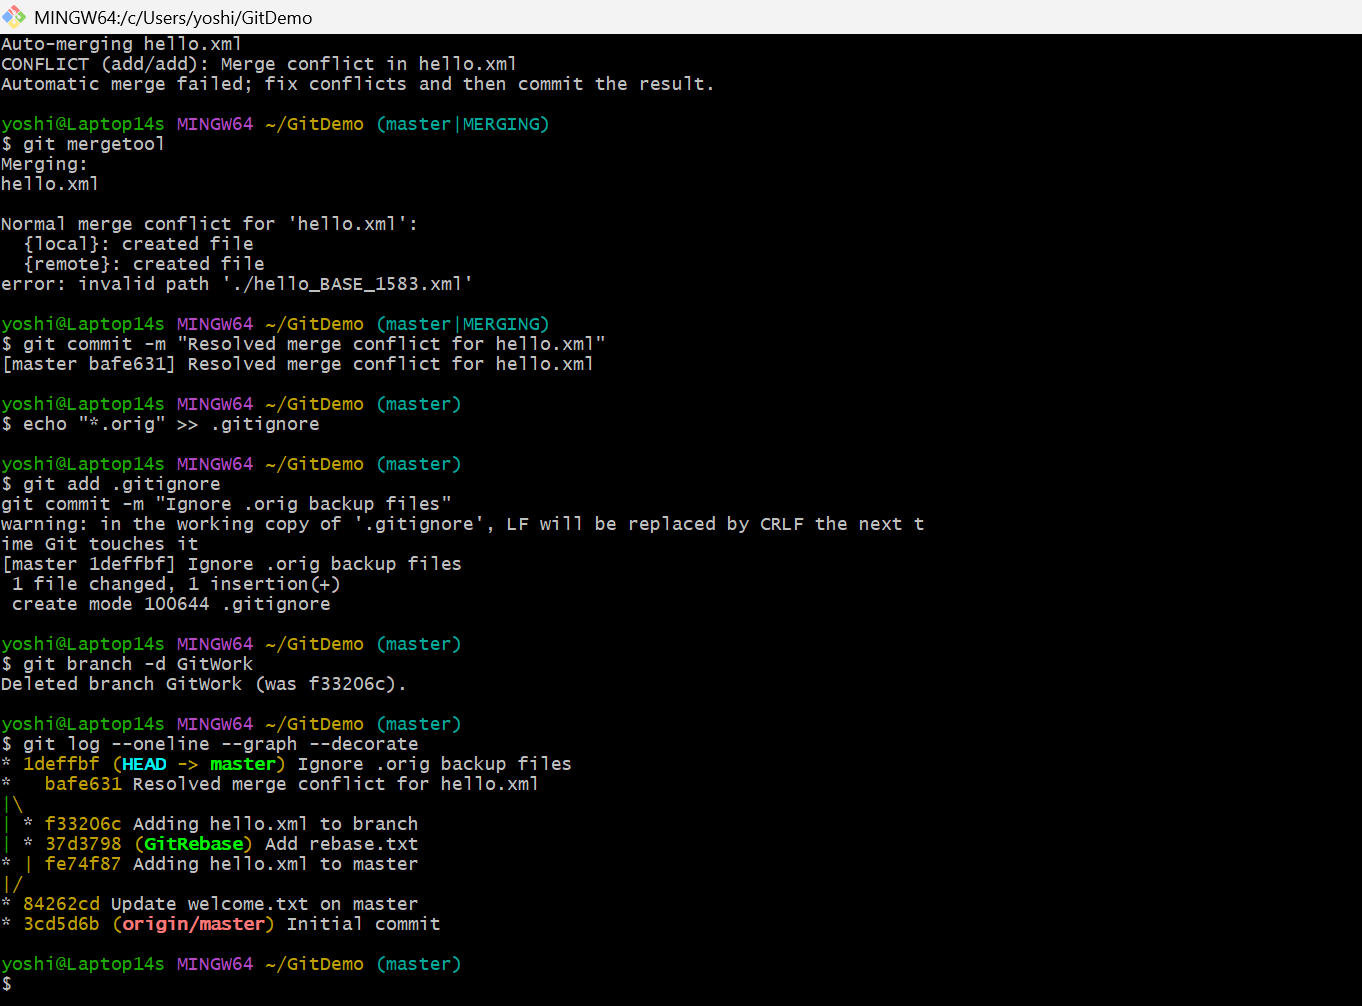 MINGW64:/c/Users/yoshi/GitDemo
Auto-merging hello.xml
CONFLICT (add/add): Merge conflict in hello.xml
Automatic merge failed; fix conflicts and then commit the result.
yoshi@Laptop14s MINGW64 ~/GitDemo (master|MERGING)
$ git mergetool
Merging:
hello.xml
Normal merge conflict for 'hello.xml':
  {local}: created file
  {remote}: created file
error: invalid path './hello_BASE_1583.xml'
yoshi@Laptop14s MINGW64 ~/GitDemo (master|MERGING)
$ git commit -m "Resolved merge conflict for hello.xml"
[master bafe631] Resolved merge conflict for hello.xml
yoshi@Laptop14s MINGW64 ~/GitDemo (master)
$ echo "*.orig" >> .gitignore
yoshi@Laptop14s MINGW64 ~/GitDemo (master)
$ git add .gitignore
git commit -m "Ignore .orig backup files"
warning: in the working copy of '.gitignore', LF will be replaced by CRLF the next t
ime Git touches it
[master 1deffbf] Ignore .orig backup files
 1 file changed, 1 insertion(+)
 create mode 100644 .gitignore
yoshi@Laptop14s MINGW64 ~/GitDemo (master)
$ git branch -d GitWork
Deleted branch GitWork (was f33206c).
yoshi@Laptop14s MINGW64 ~/GitDemo (master)
$ git log --oneline --graph --decorate
* 1deffbf (HEAD -> master) Ignore .orig backup files
*   bafe631 Resolved merge conflict for hello.xml
|\
| * f33206c Adding hello.xml to branch
| * 37d3798 (GitRebase) Add rebase.txt
* | fe74f87 Adding hello.xml to master
|/
* 84262cd Update welcome.txt on master
* 3cd5d6b (origin/master) Initial commit
yoshi@Laptop14s MINGW64 ~/GitDemo (master)
$